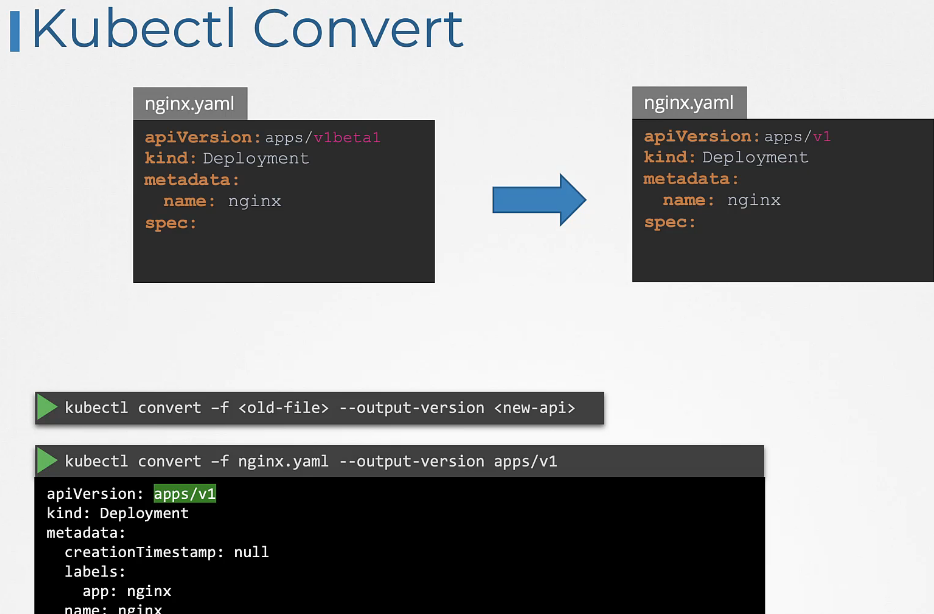 Kubectl Convert
nginx.yaml
apiVersion: apps/v1beta1
kind: Deployment
metadata:
  name: nginx
spec:
nginx.yaml
apiVersion: apps/v1
kind: Deployment
metadata:
  name: nginx
spec:
kubectl convert –f <old-file> --output-version <new-api>
kubectl convert –f nginx.yaml --output-version apps/v1
apiVersion: apps/v1
kind: Deployment
metadata:
  creationTimestamp: null
  labels:
    app: nginx
  name: nginx